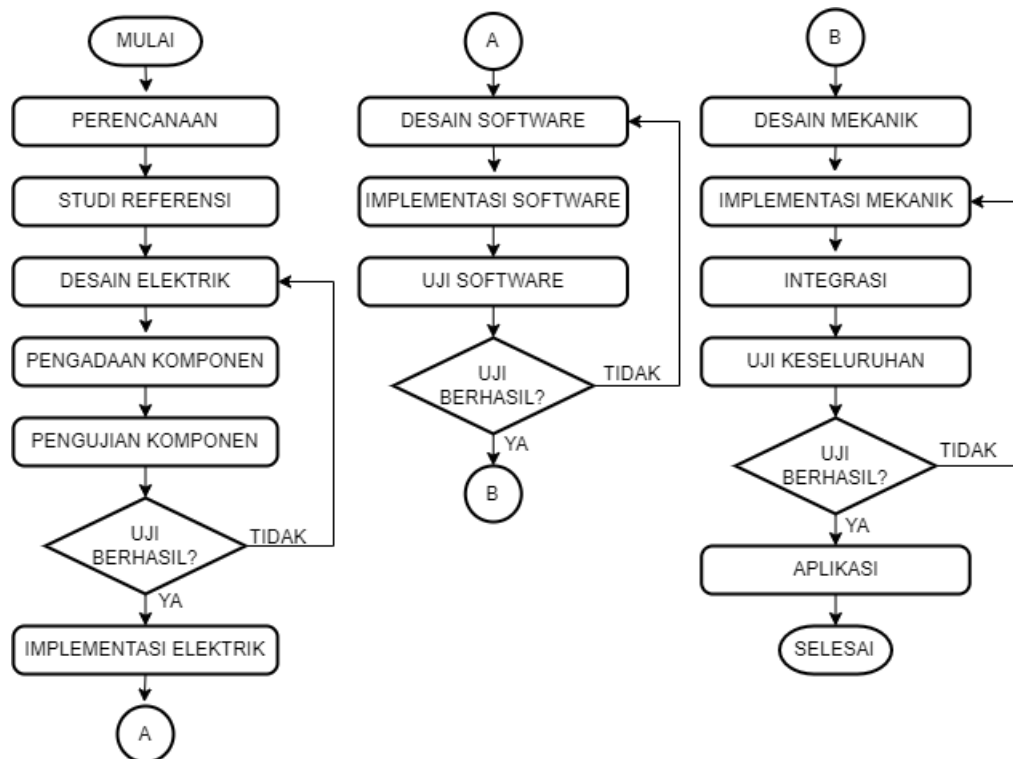 MULAI
PERENCANAAN
STUDI REFERENSI
DESAIN ELEKTRIK
PENGADAAN KOMPONEN
PENGUJIAN KOMPONEN
UJI
BERHASIL?
TIDAK
YA
IMPLEMENTASI ELEKTRIK
A
A
DESAIN SOFTWARE
IMPLEMENTASI SOFTWARE
UJI SOFTWARE
UJI
BERHASIL?
TIDAK
YA
B
B
DESAIN MEKANIK
IMPLEMENTASI MEKANIK
INTEGRASI
UJI KESELURUHAN
UJI
BERHASIL?
TIDAK
YA
APLIKASI
SELESAI